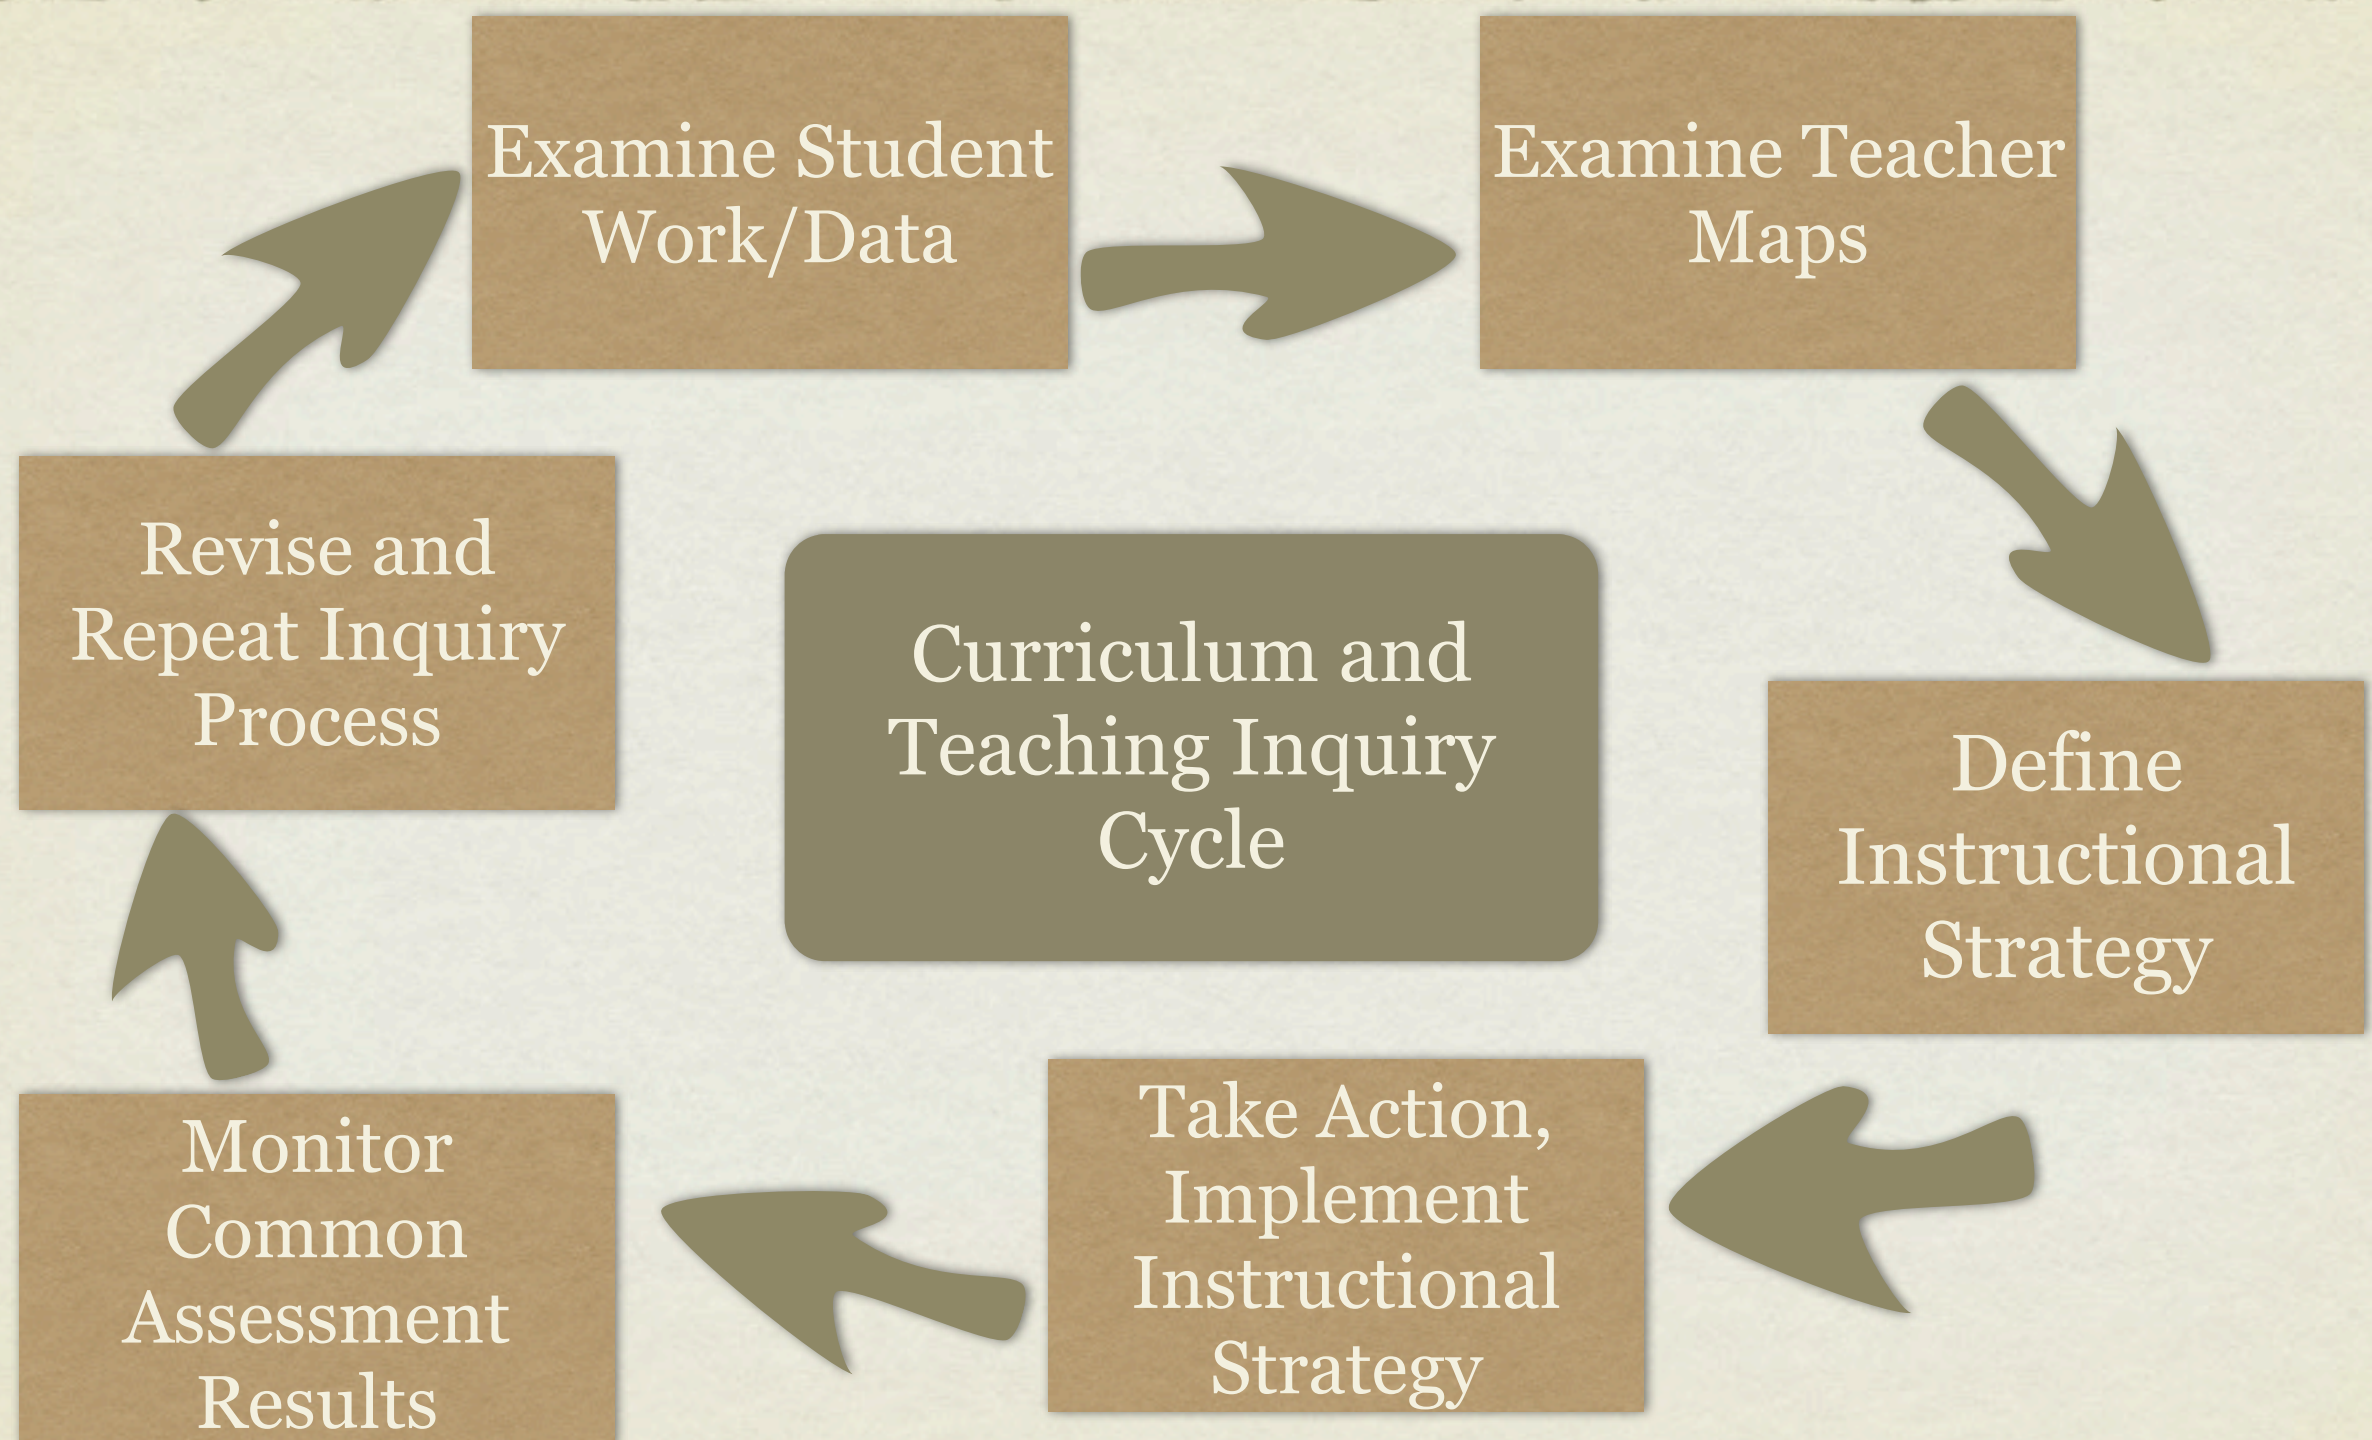 Examine Student
Work/Data
Examine Teacher
Maps
Define
Instructional
Strategy
Take Action,
Implement
Instructional
Strategy
Monitor
Common
Assessment
Results
Revise and
Repeat Inquiry
Process
Curriculum and
Teaching Inquiry
Cycle